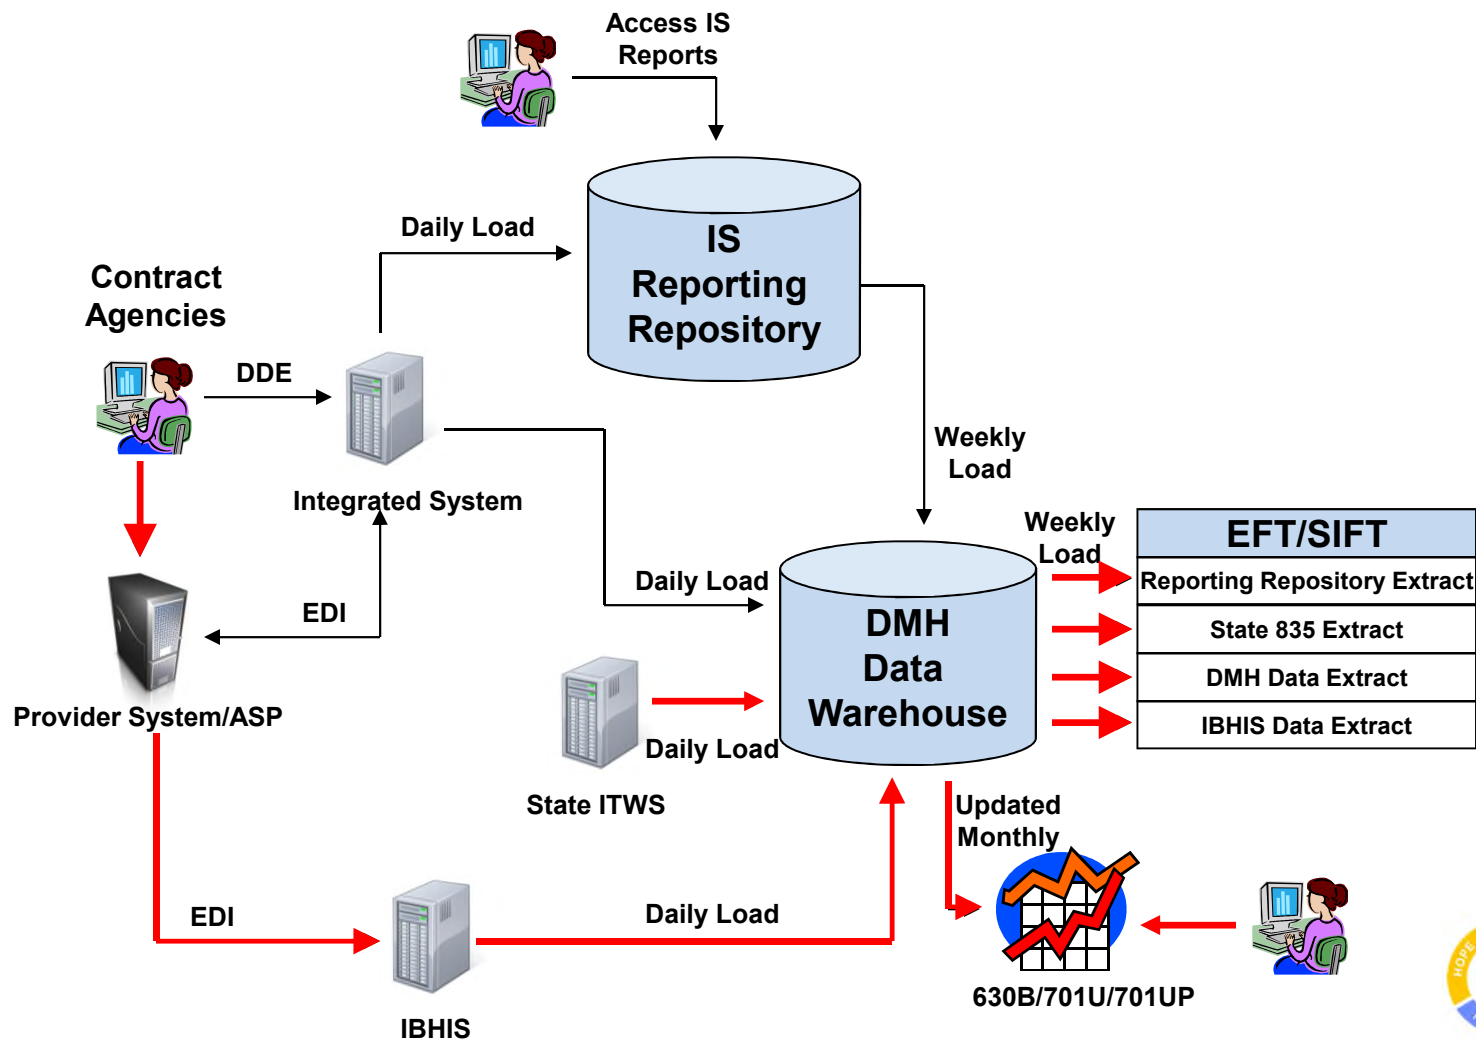 Access IS
Reports
Daily Load
IS
Reporting
Repository
Contract
Agencies
DDE
Integrated System
Weekly
Load
EDI
Provider System/ASP
Daily Load
DMH
Data
Warehouse
Weekly
Load
EFT/SIFT
Reporting Repository Extract
State 835 Extract
DMH Data Extract
IBHIS Data Extract
Daily Load
State ITWS
Updated
Monthly
EDI
Daily Load
IBHIS
630B/701U/701UP
HOPE